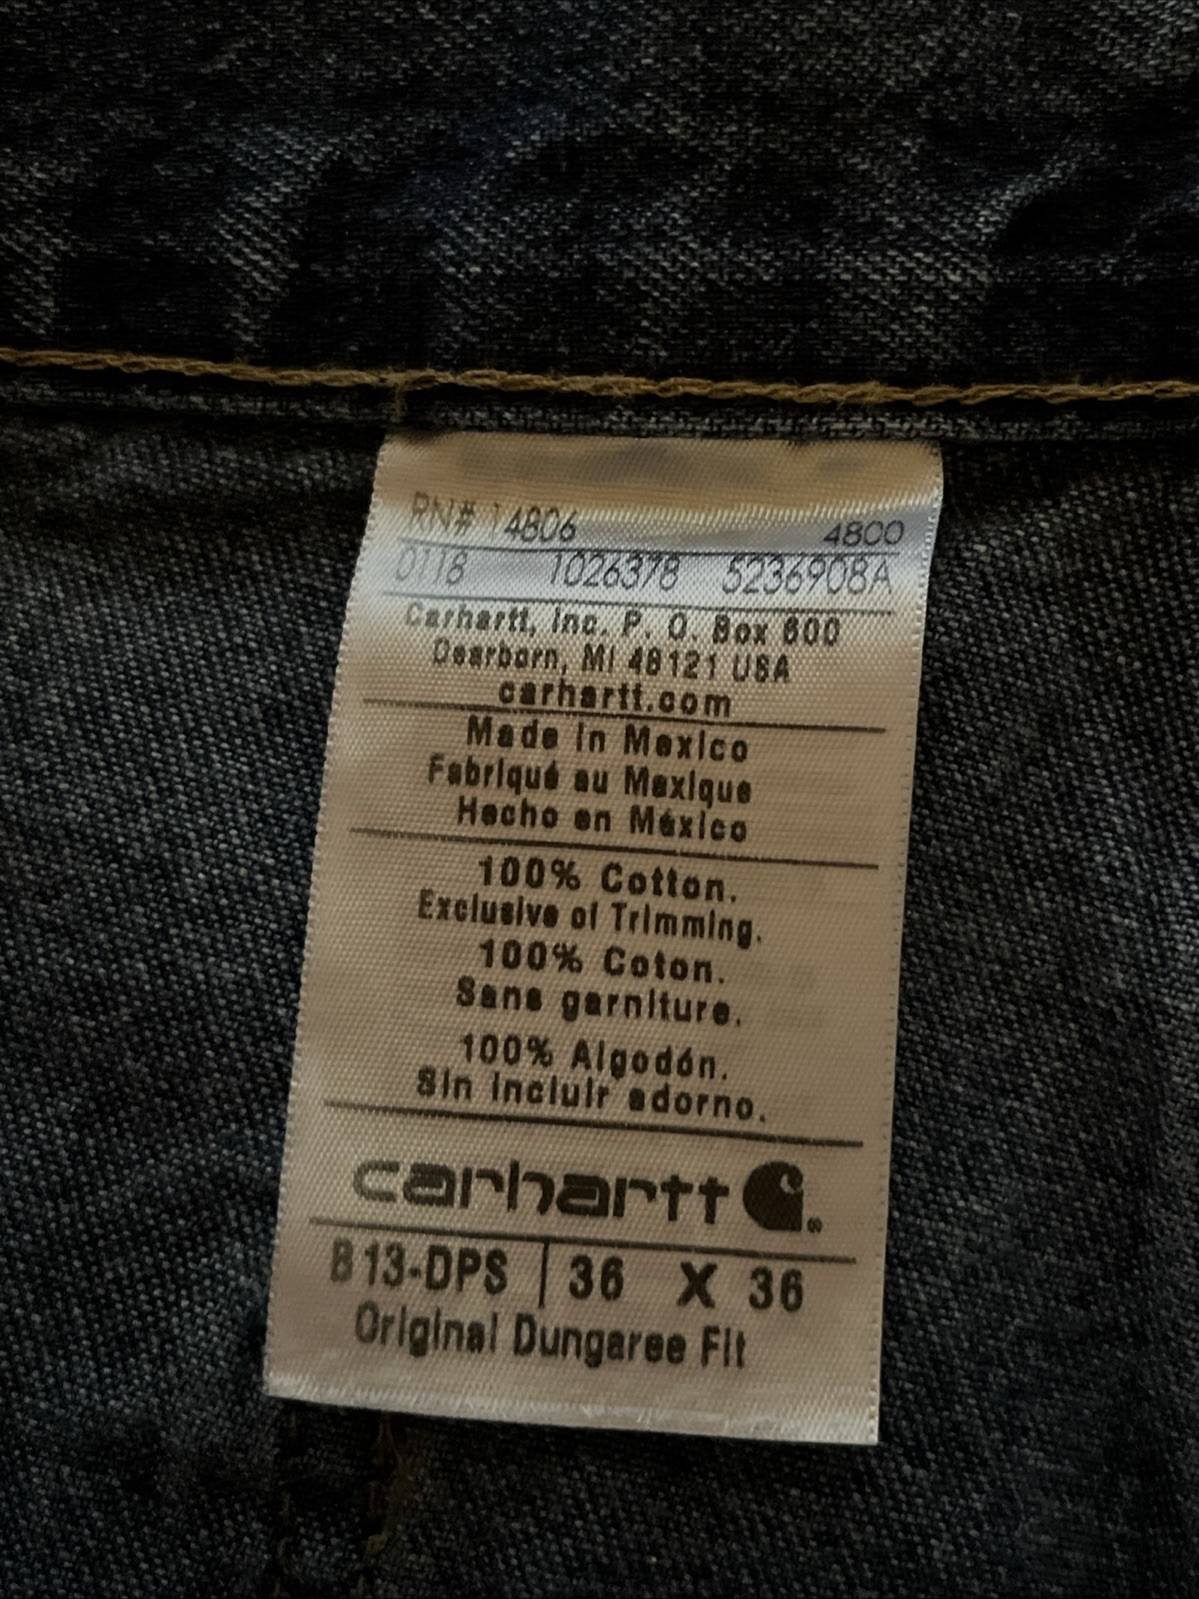 RN# 14806 4800
0118 1026378 5236908A
Carhartt, Inc. P. O. Box 600
Dearborn, MI 48121 USA
carhartt.com
Made in Mexico
Fabriqué au Mexique
Hecho en México
100% Cotton.
Exclusive of Trimming.
100% Coton.
Sans garniture.
100% Algodón.
Sin incluir adorno.
carhartt ®
B13-DPS | 36 X 36
Original Dungaree Fit